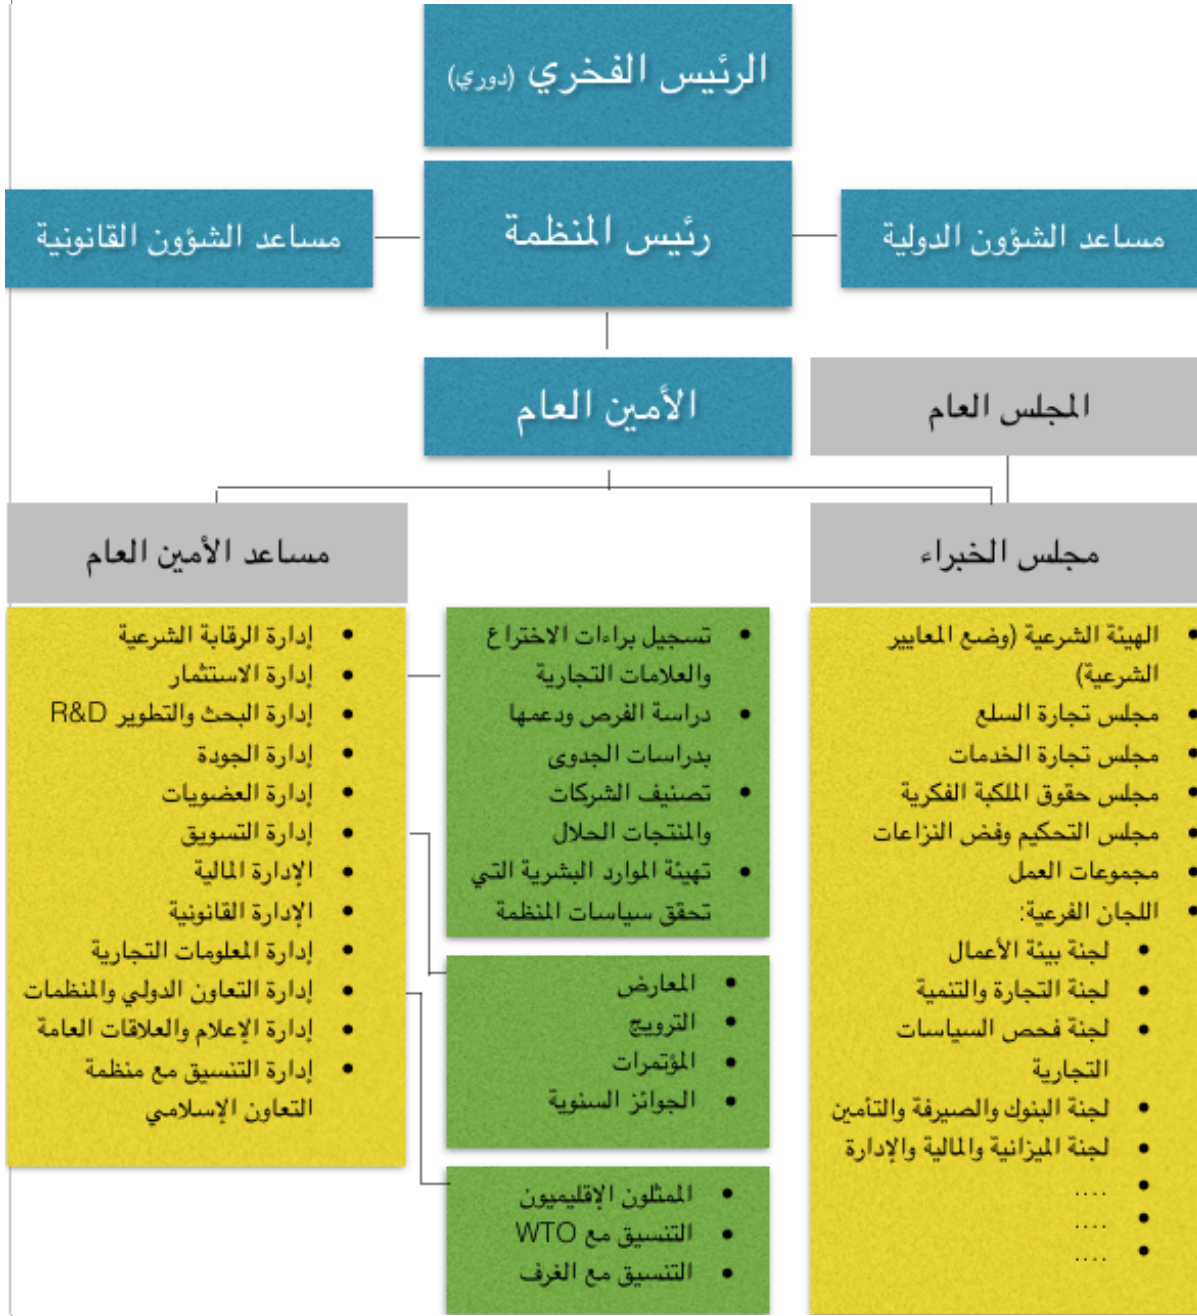 الرئيس الفخري (دوري)
مساعد الشؤون الدولية
رئيس المنظمة
مساعد الشؤون القانونية
المجلس العام
الأمين العام
مجلس الخبراء
• الهيئة الشرعية (وضع المعايير
الشرعية)
• مجلس تجارة السلع
• مجلس تجارة الخدمات
• مجلس حقوق الملكية الفكرية
• مجلس التحكيم وفض النزاعات
• مجموعات العمل
• اللجان الفرعية:
• لجنة بيئة الأعمال
• لجنة التجارة والتنمية
• لجنة فحص السياسات
التجارية
• لجنة البنوك والصيرفة والتأمين
• لجنة الميزانية والمالية والإدارة
• ....
• ....
• ....
• تسجيل براءات الاختراع
والعلامات التجارية
• دراسة الفرص ودعمها
بدراسات الجدوى
• تصنيف الشركات
والمنتجات الحلال
• تهيئة الموارد البشرية التي
تحقق سياسات المنظمة
• المعارض
• الترويج
• المؤتمرات
• الجوائز السنوية
• الممثلون الإقليميون
• التنسيق مع WTO
• التنسيق مع الغرف
مساعد الأمين العام
• إدارة الرقابة الشرعية
• إدارة الاستثمار
• إدارة البحث والتطوير R&D
• إدارة الجودة
• إدارة العضويات
• إدارة التسويق
• الإدارة المالية
• الإدارة القانونية
• إدارة المعلومات التجارية
• إدارة التعاون الدولي والمنظمات
• إدارة الإعلام والعلاقات العامة
• إدارة التنسيق مع منظمة
التعاون الإسلامي